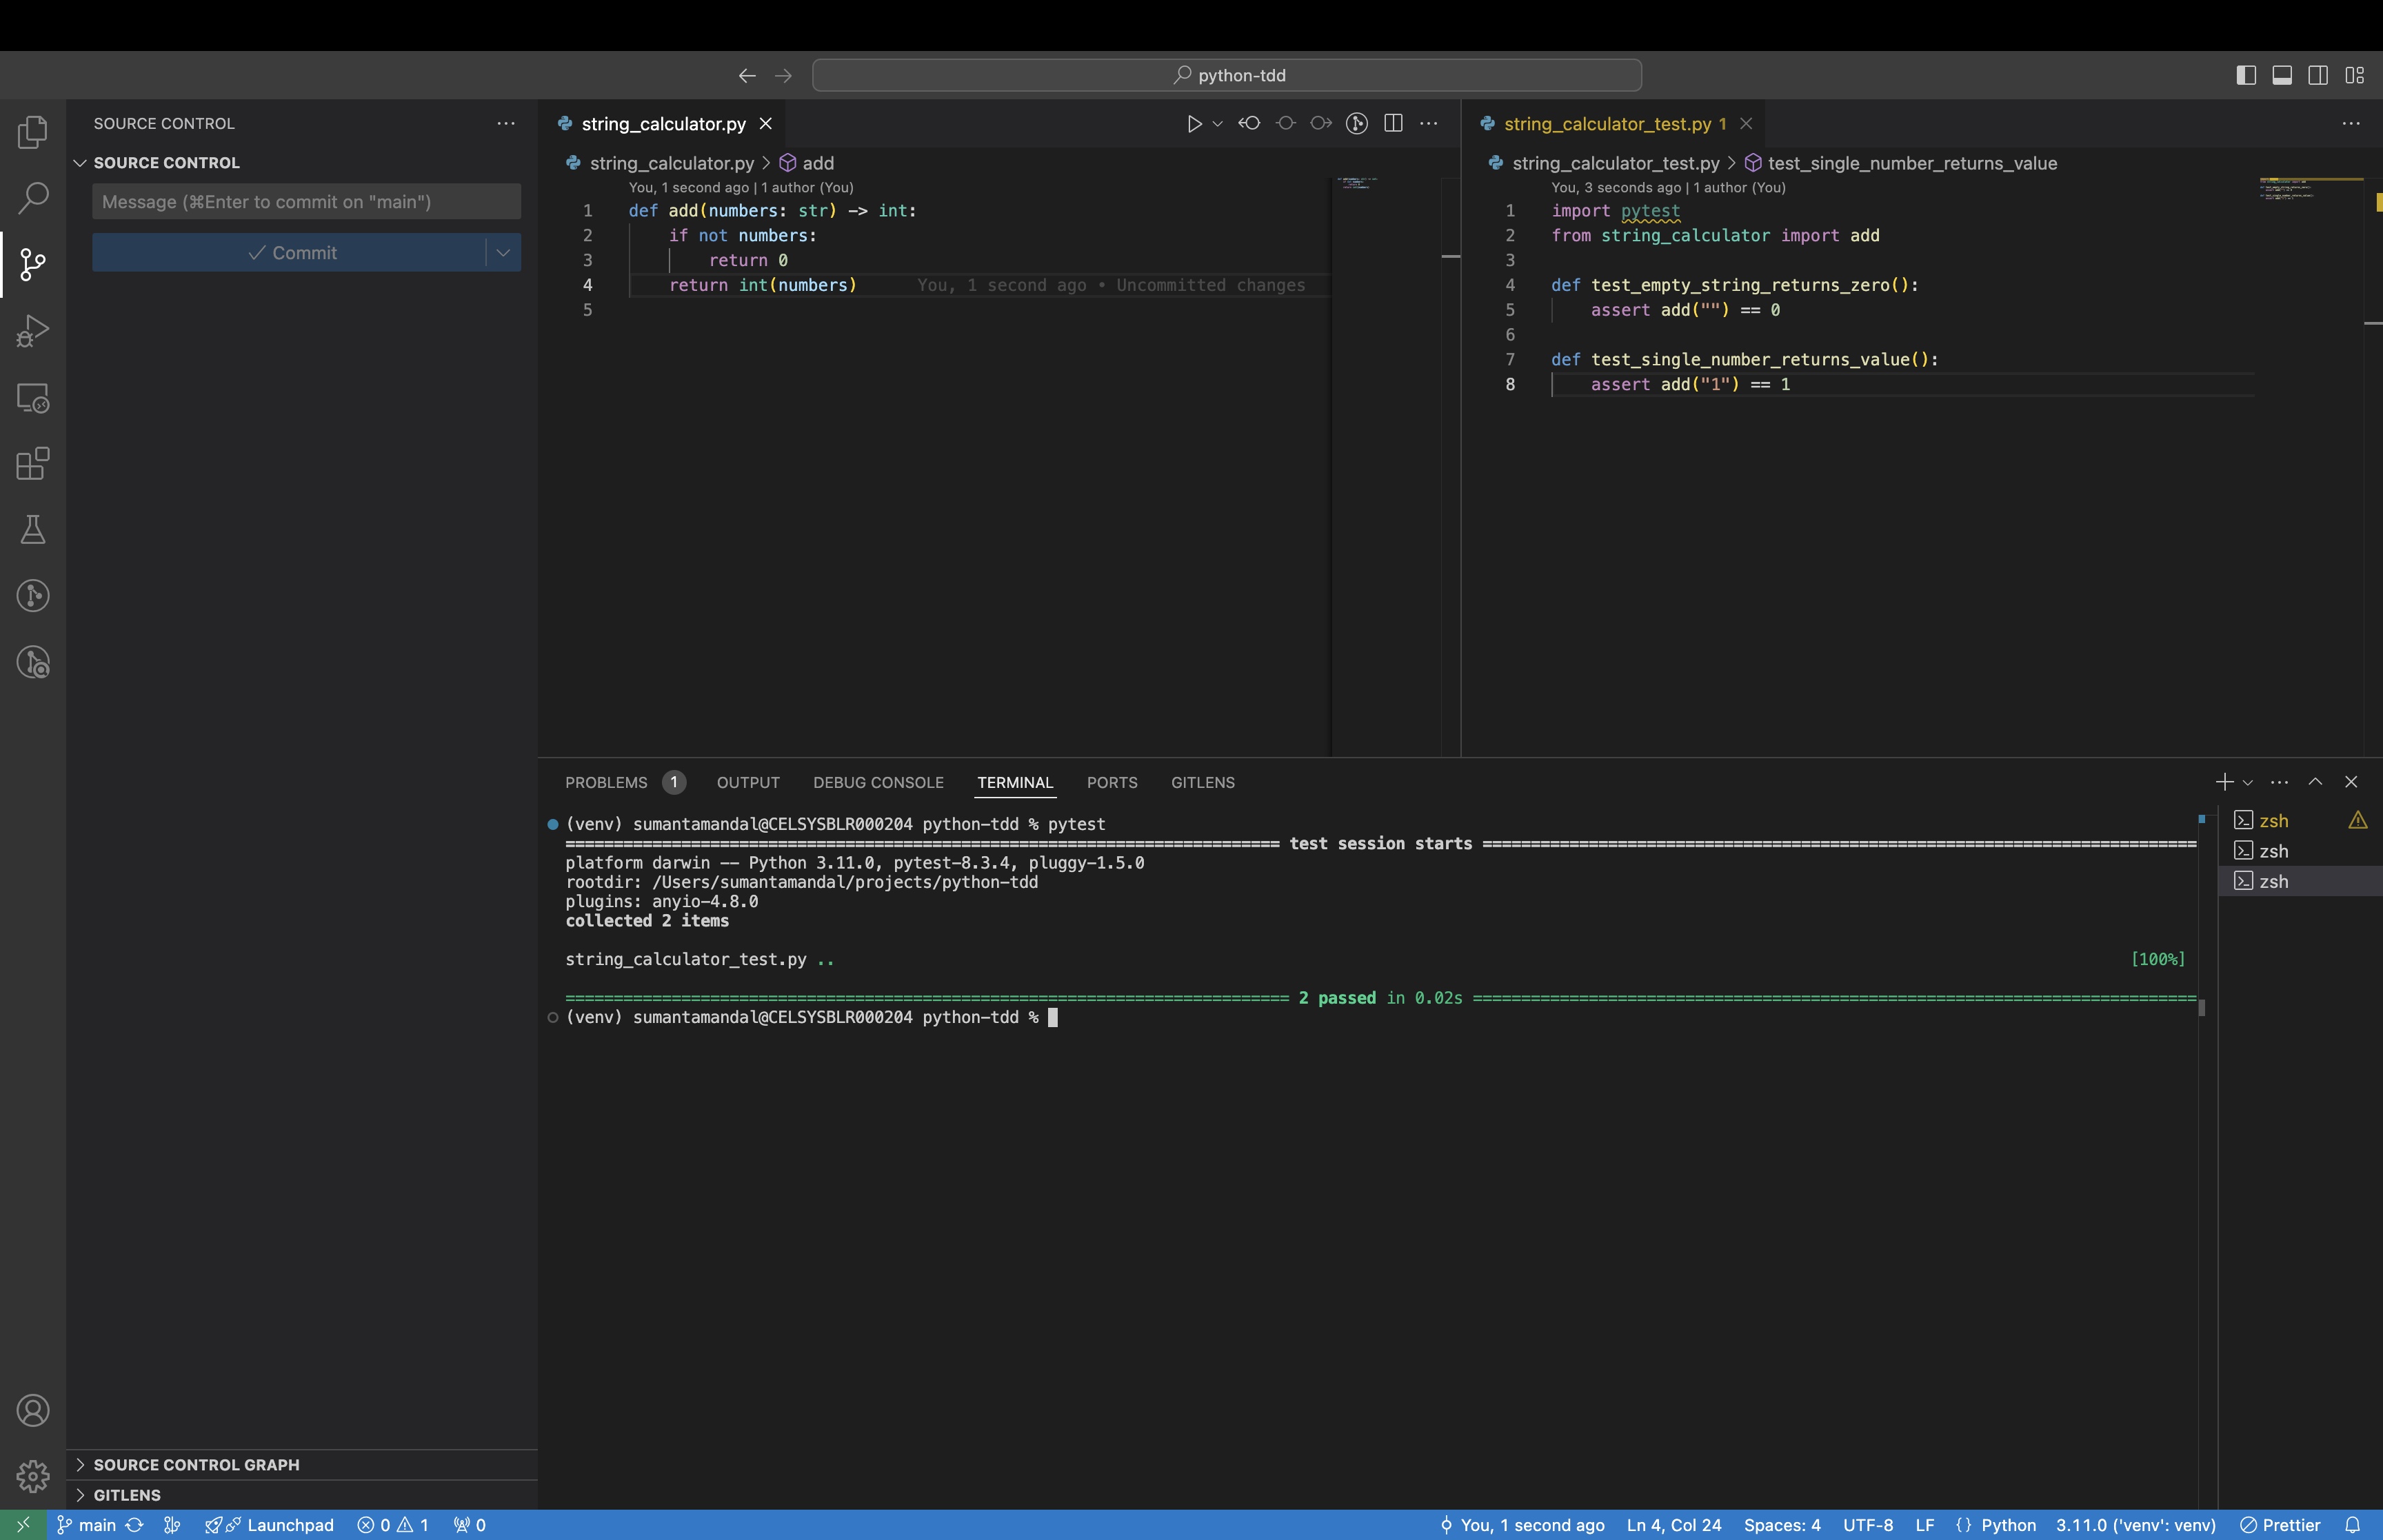 python-tdd
SOURCE CONTROL
SOURCE CONTROL
Message (⌘Enter to commit on "main")
Commit
SOURCE CONTROL GRAPH
GITLENS
string_calculator.py
string_calculator.py > add
You, 1 second ago | 1 author (You)
1 def add(numbers: str) -> int:
2     if not numbers:
3         return 0
4     return int(numbers) You, 1 second ago • Uncommitted changes
5
string_calculator_test.py 1
string_calculator_test.py > test_single_number_returns_value
You, 3 seconds ago | 1 author (You)
1 import pytest
2 from string_calculator import add
3
4 def test_empty_string_returns_zero():
5     assert add("") == 0
6
7 def test_single_number_returns_value():
8     assert add("1") == 1
PROBLEMS 1 OUTPUT DEBUG CONSOLE TERMINAL PORTS GITLENS
(venv) sumantamandal@CELSYSBLR000204 python-tdd % pytest
test session starts
platform darwin -- Python 3.11.0, pytest-8.3.4, pluggy-1.5.0
rootdir: /Users/sumantamandal/projects/python-tdd
plugins: anyio-4.8.0
collected 2 items
string_calculator_test.py .. [100%]
2 passed in 0.02s
(venv) sumantamandal@CELSYSBLR000204 python-tdd %
zsh
zsh
zsh
main Launchpad 0 1 0 You, 1 second ago Ln 4, Col 24 Spaces: 4 UTF-8 LF {} Python 3.11.0 ('venv': venv) Prettier